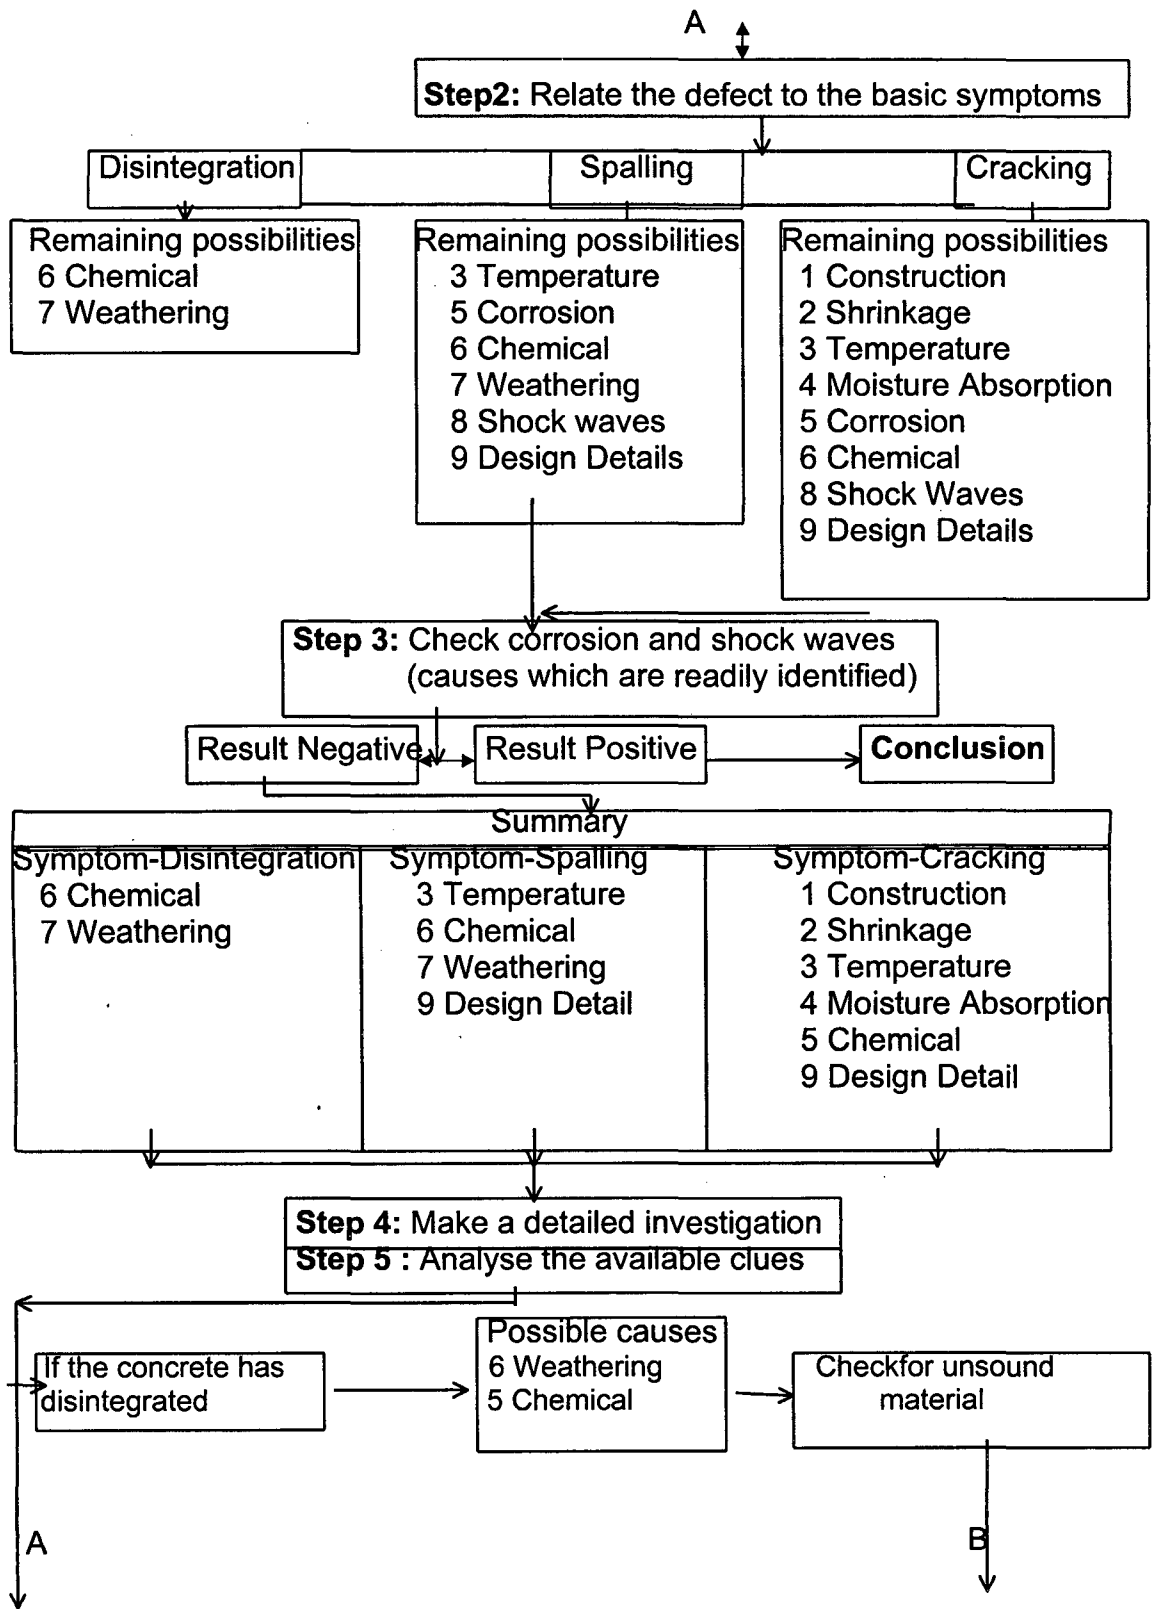 A
Step2: Relate the defect to the basic symptoms
Disintegration
Spalling
Cracking
Remaining possibilities
6 Chemical
7 Weathering
Remaining possibilities
3 Temperature
5 Corrosion
6 Chemical
7 Weathering
8 Shock waves
9 Design Details
Remaining possibilities
1 Construction
2 Shrinkage
3 Temperature
4 Moisture Absorption
5 Corrosion
6 Chemical
8 Shock Waves
9 Design Details
Step 3: Check corrosion and shock waves
(causes which are readily identified)
Result Negative
Result Positive
Conclusion
Summary
Symptom-Disintegration
6 Chemical
7 Weathering
Symptom-Spalling
3 Temperature
6 Chemical
7 Weathering
9 Design Detail
Symptom-Cracking
1 Construction
2 Shrinkage
3 Temperature
4 Moisture Absorption
5 Chemical
9 Design Detail
Step 4: Make a detailed investigation
Step 5 : Analyse the available clues
If the concrete has
disintegrated
Possible causes
6 Weathering
5 Chemical
Checkfor unsound
material
A
B